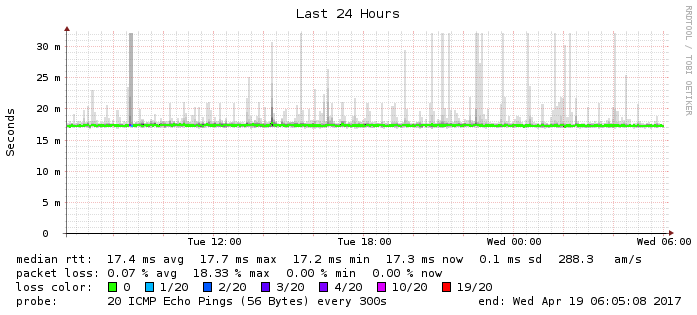 Last 24 Hours
RRDTOOL / TOBI OETIKER
Seconds
30 m
25 m
20 m
15 m
10 m
5 m
0
Tue 12:00 Tue 18:00 Wed 00:00 Wed 06:00
median rtt: 17.4 ms avg 17.7 ms max 17.2 ms min 17.3 ms now 0.1 ms sd 288.3 am/s
packet loss: 0.07 % avg 18.33 % max 0.00 % min 0.00 % now
loss color: 0 1/20 2/20 3/20 4/20 10/20 19/20
probe: 20 ICMP Echo Pings (56 Bytes) every 300s end: Wed Apr 19 06:05:08 2017